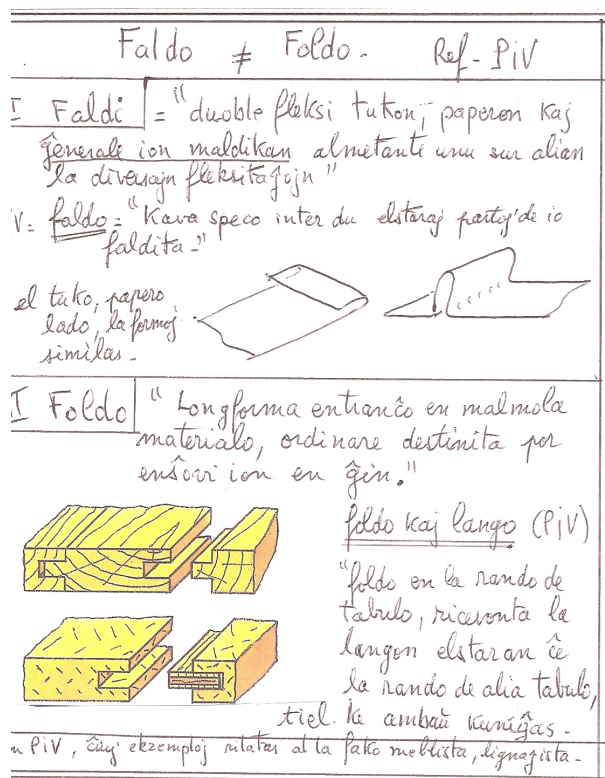 Faldo ≠ Foldo - Ref - PiV
I Faldi = "duoble fleksi tukon, paperon kaj
ĝenerale ion maldikan almetante unu sur alian
la diversajn fleksitaĵojn"
V= faldo = "Kava speco inter du elstaraj partoj de io
faldita -"
el tuko, papero
lado, la formoj
similas -
I Foldo " Longforma entranĉo en malmola
materialo, ordinare destinita por
enŝovi ion en ĝin."
foldo kaj lango (PiV)
"foldo en la rando de
tabulo, ricevonta la
langon elstaran ĉe
la rando de alia tabulo,
tiel ke ambaŭ kuniĝas -
n PiV, ĉiuj ekzemploj rilatas al la fako meblista, lignaĵista -